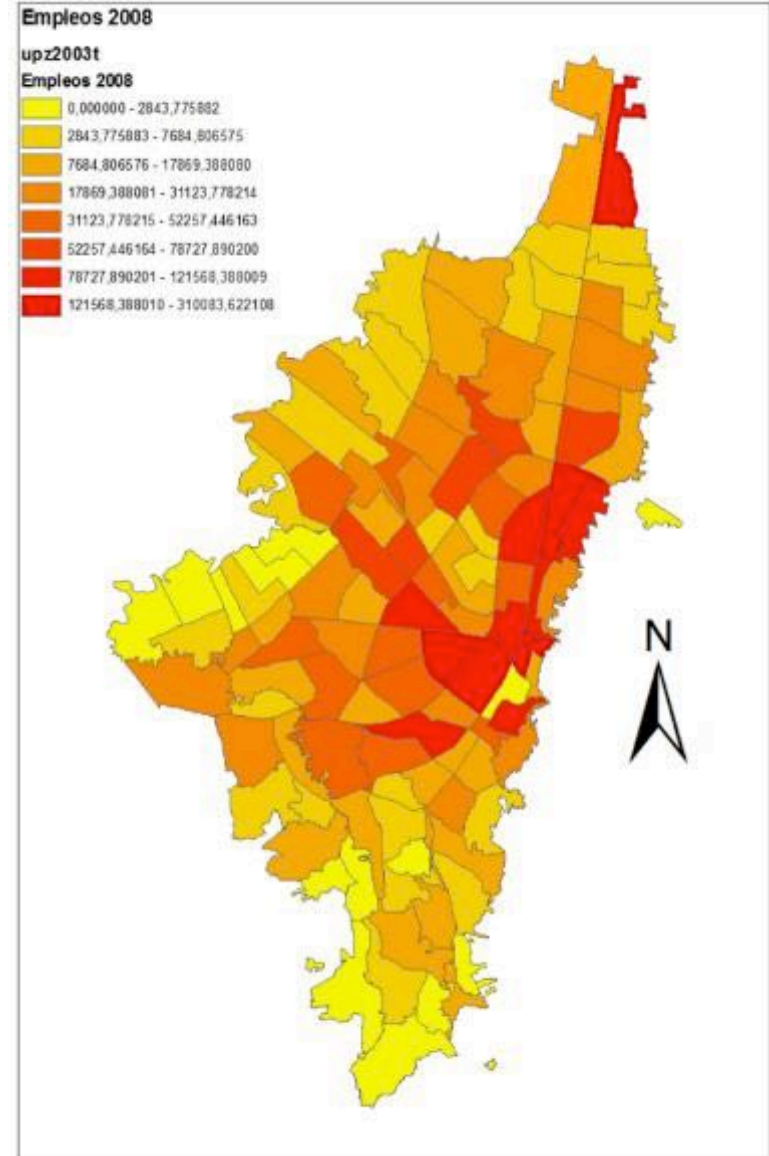 Empleos 2008
upz2003t
Empleos 2008
0,000000 - 2843,775882
2843,775883 - 7684,806575
7684,806576 - 17869,388080
17869,388081 - 31123,778214
31123,778215 - 52257,446163
52257,446164 - 78727,890200
78727,890201 - 121568,388009
121568,388010 - 310083,622108
N